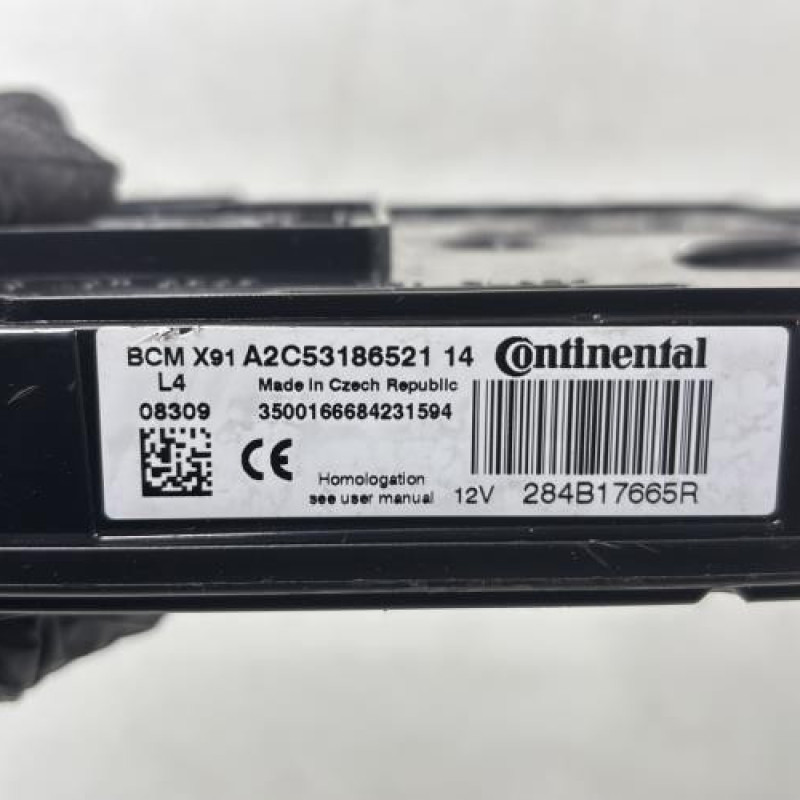 BCM X91 A2C53186521 14 Continental
L4 Made in Czech Republic
08309 3500166684231594
CE
Homologation
see user manual 12V 284B17665R